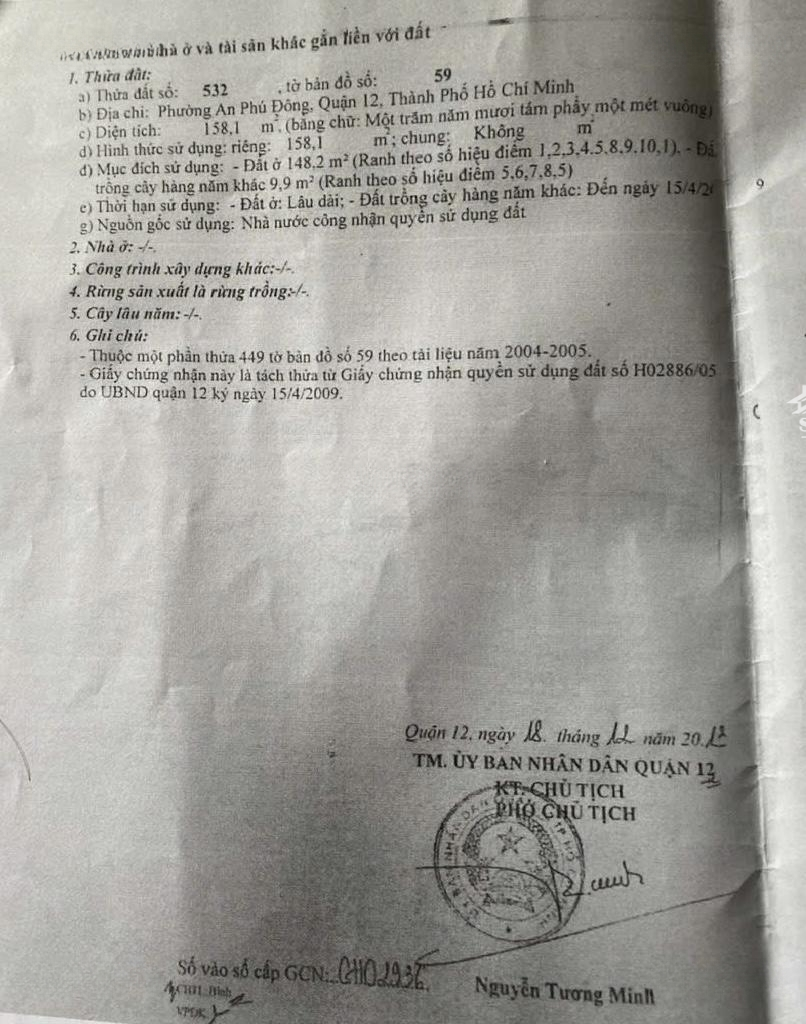 nhà ở và tài sản khác gắn liền với đất
1. Thửa đất:
a) Thửa đất số: 532 , tờ bản đồ số: 59
b) Địa chỉ: Phường An Phú Đông, Quận 12, Thành Phố Hồ Chí Minh
c) Diện tích: 158,1 m², (bằng chữ: Một trăm năm mươi tám phẩy một mét vuông)
d) Hình thức sử dụng: riêng: 158,1 m²; chung: Không m²
đ) Mục đích sử dụng: - Đất ở 148,2 m² (Ranh theo số hiệu điểm 1,2,3,4,5,8,9,10,1). - Đấ
trồng cây hàng năm khác 9,9 m² (Ranh theo số hiệu điểm 5,6,7,8,5)
e) Thời hạn sử dụng: - Đất ở: Lâu dài; - Đất trồng cây hàng năm khác: Đến ngày 15/4/2
g) Nguồn gốc sử dụng: Nhà nước công nhận quyền sử dụng đất
2. Nhà ở: -/-.
3. Công trình xây dựng khác:-/-.
4. Rừng sản xuất là rừng trồng:-/-.
5. Cây lâu năm: -/-.
6. Ghi chú:
- Thuộc một phần thửa 449 tờ bản đồ số 59 theo tài liệu năm 2004-2005.
- Giấy chứng nhận này là tách thửa từ Giấy chứng nhận quyền sử dụng đất số H02886/05
do UBND quận 12 ký ngày 15/4/2009.
9
Quận 12, ngày 18 tháng 12 năm 20
TM. ỦY BAN NHÂN DÂN QUẬN 12
KT. CHỦ TỊCH
PHÓ CHỦ TỊCH
Số vào sổ cấp GCN:
Nguyễn Tương Minh
VPĐK